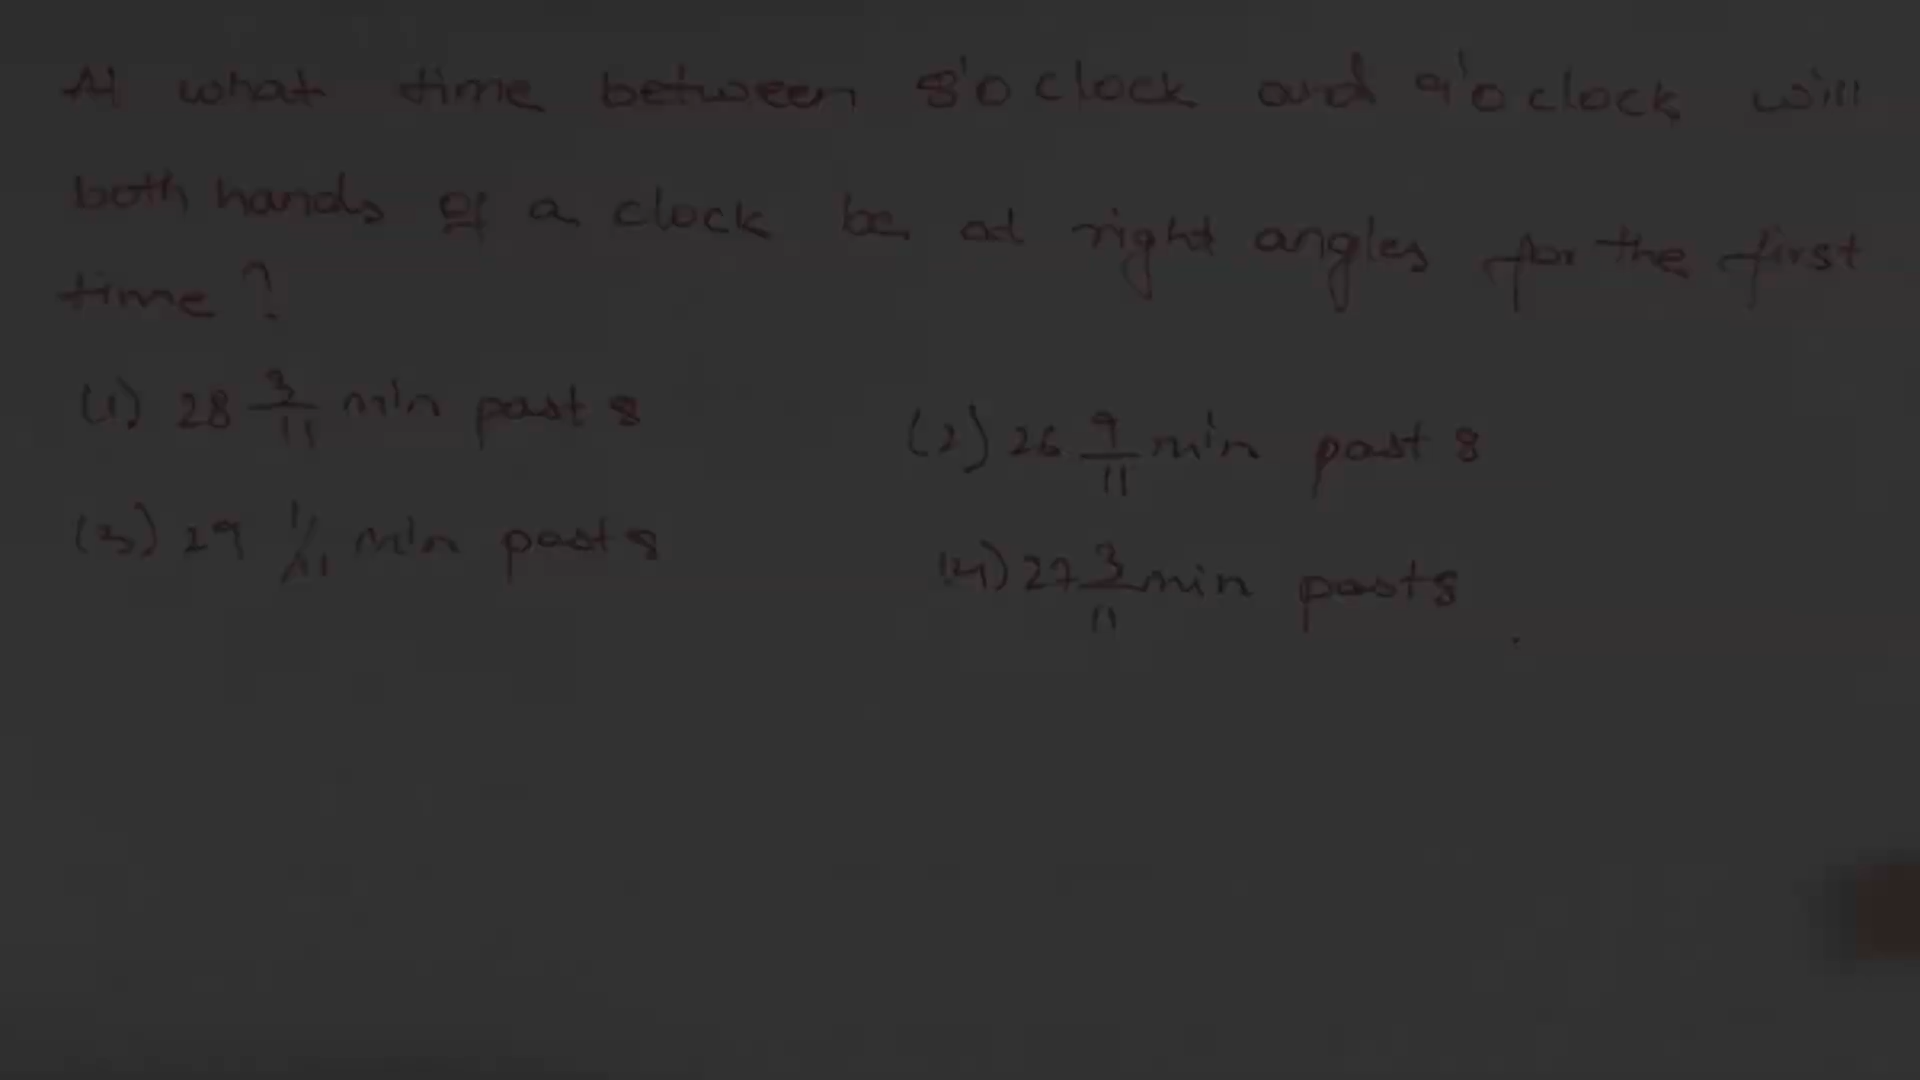 At what time between 8'o clock and 9'o clock will
both hands of a clock be at right angles for the first
time?
(1) 28 3/11 min past 8
(2) 26 9/11 min past 8
(3) 29 1/11 min past 8
(4) 27 3/11 min past 8